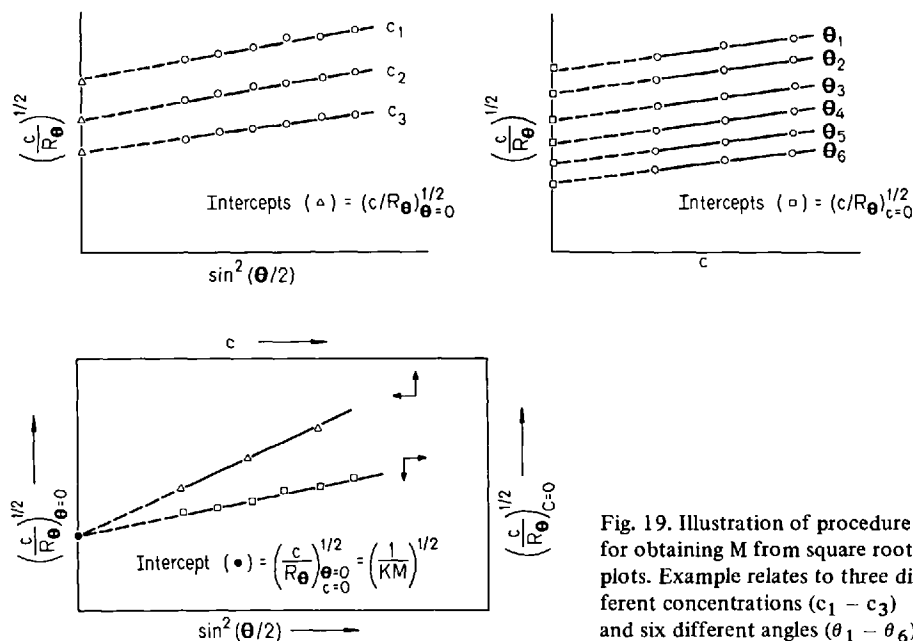 (c/Rθ)^1/2
c1
c2
c3
Intercepts (△) = (c/Rθ)^1/2 θ=0
sin² (θ/2)
(c/Rθ)^1/2
θ1
θ2
θ3
θ4
θ5
θ6
Intercepts (□) = (c/Rθ)^1/2 c=0
c
c
(c/Rθ)^1/2 θ=0
(c/Rθ)^1/2 C=0
Intercept (●) = (c/Rθ)^1/2 θ=0 c=0 = (1/KM)^1/2
sin² (θ/2)
Fig. 19. Illustration of procedure
for obtaining M from square root
plots. Example relates to three di
ferent concentrations (c1 – c3)
and six different angles (θ1 – θ6)